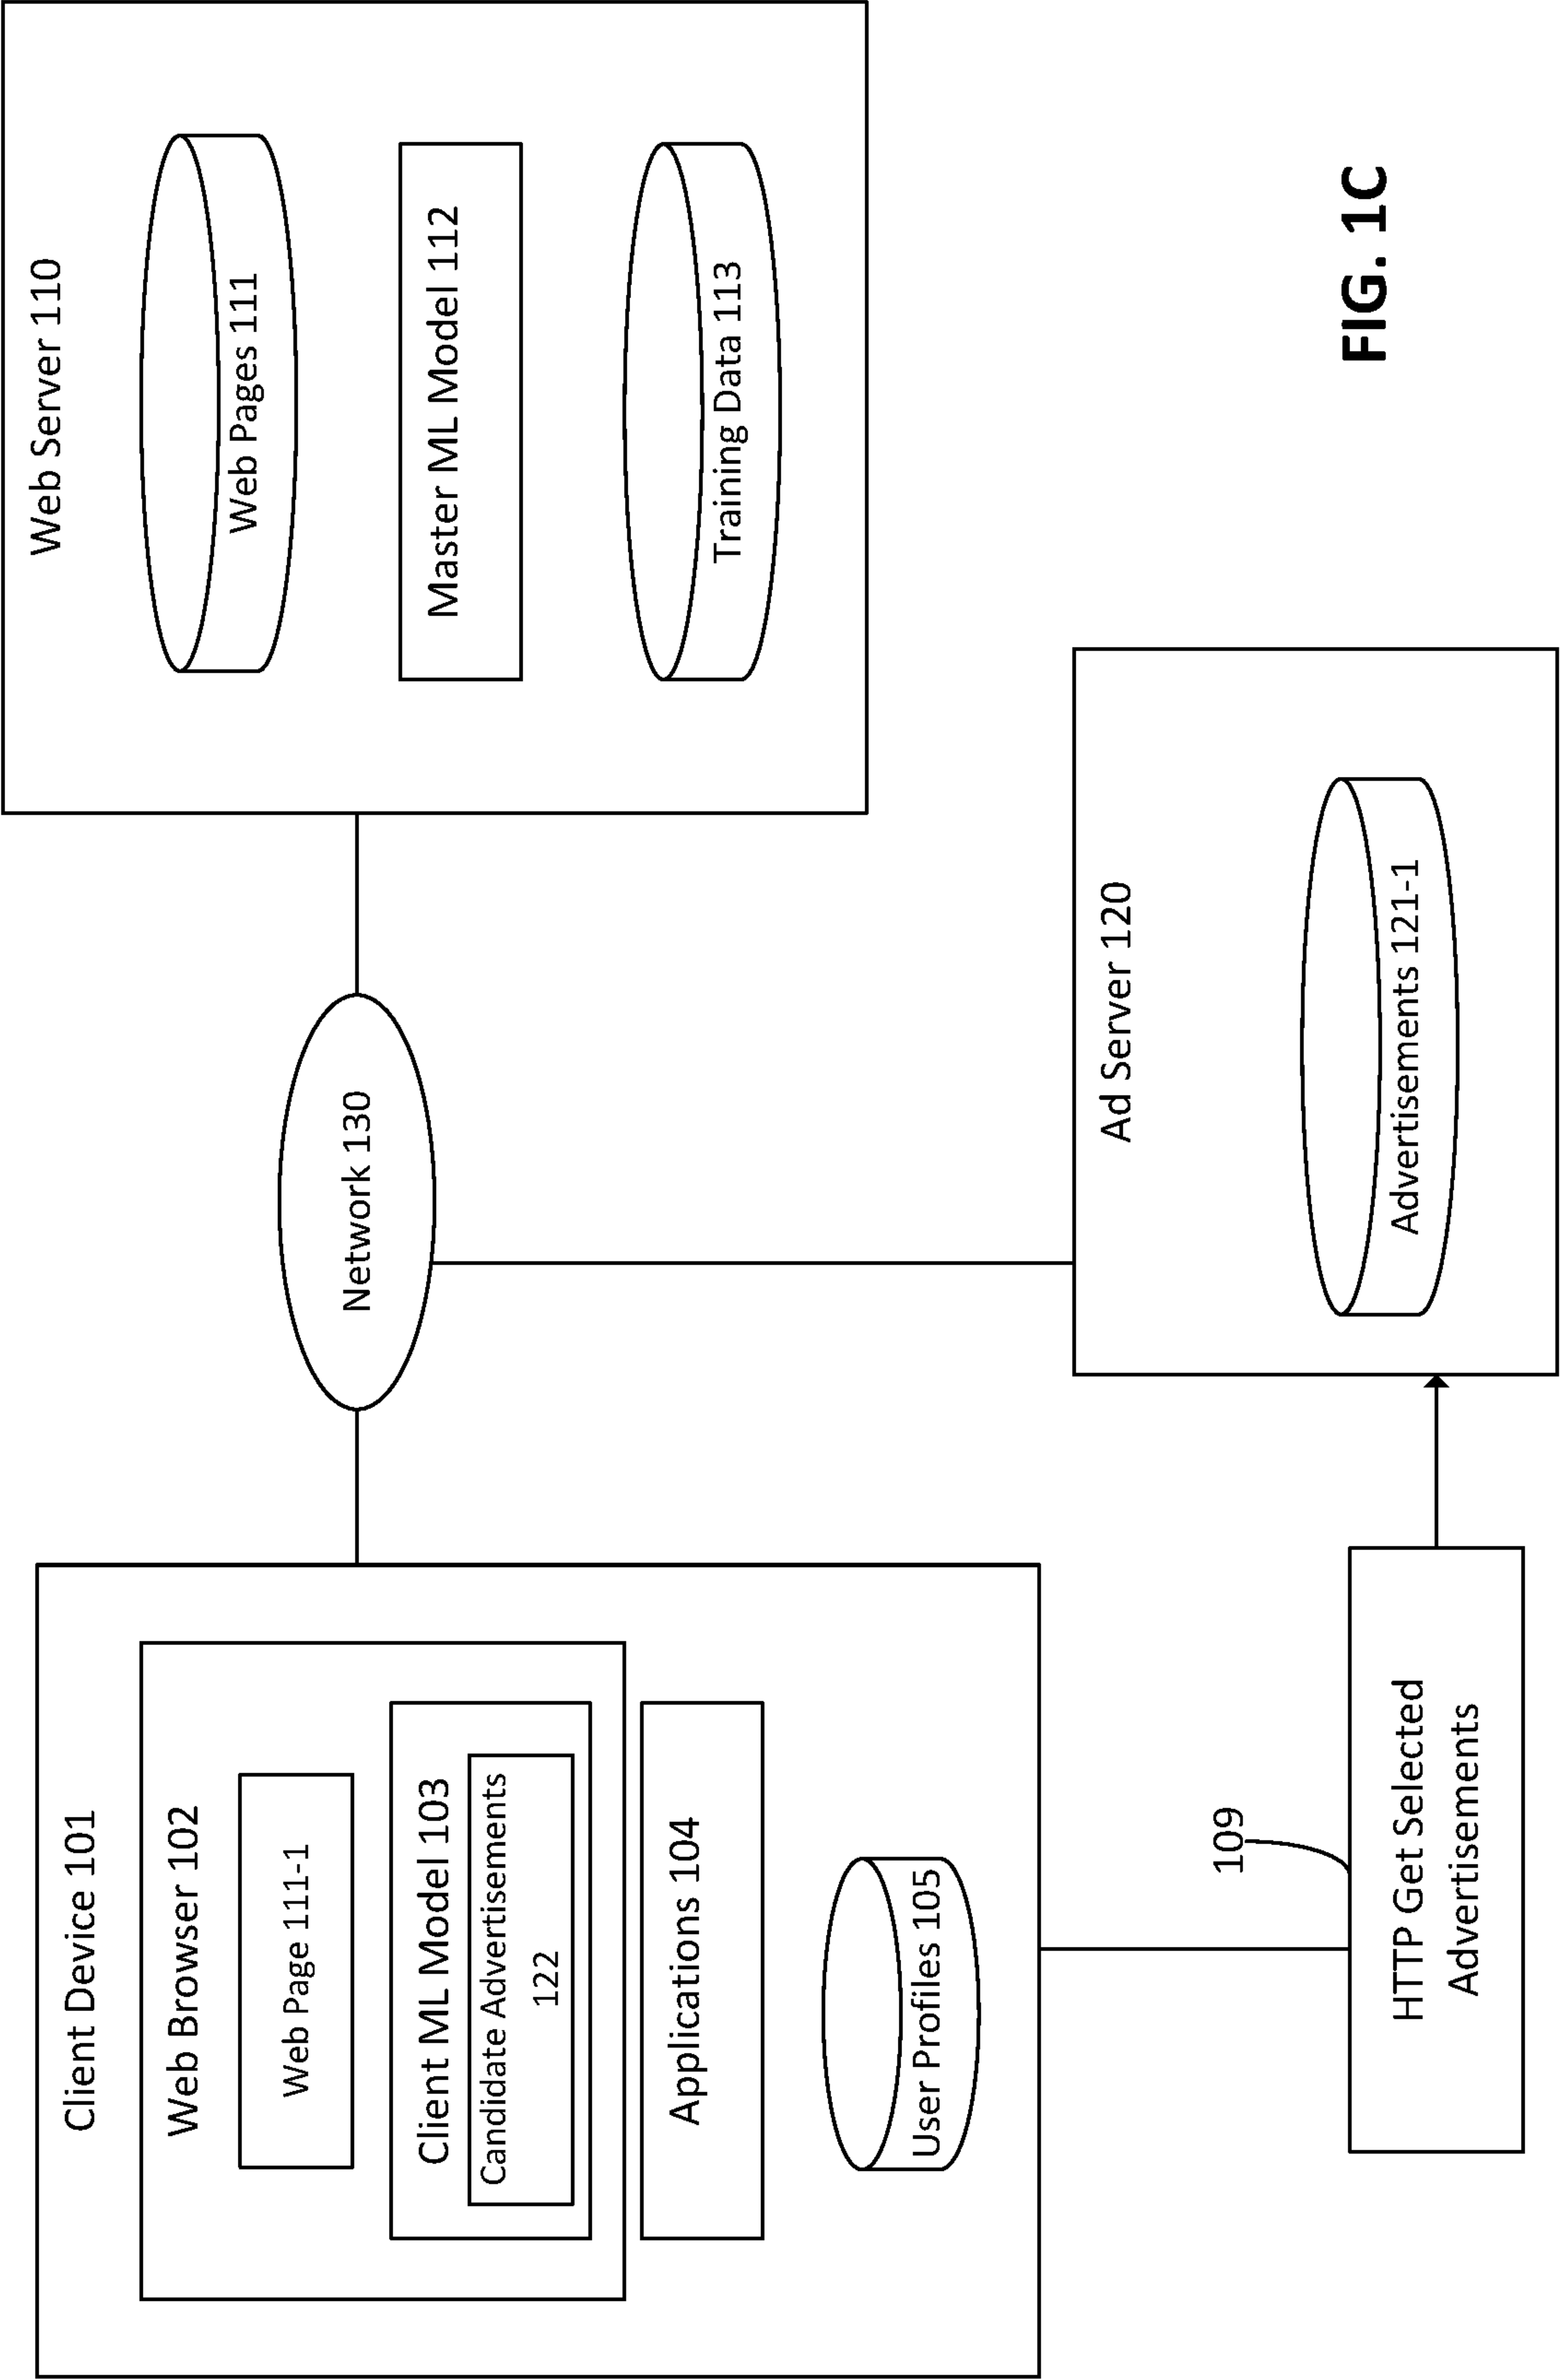 Client Device 101
Web Browser 102
Web Page 111-1
Client ML Model 103
Candidate Advertisements
122
Applications 104
User Profiles 105
Network 130
Web Server 110
Web Pages 111
Master ML Model 112
Training Data 113
109
HTTP Get Selected
Advertisements
Ad Server 120
Advertisements 121-1
FIG. 1C